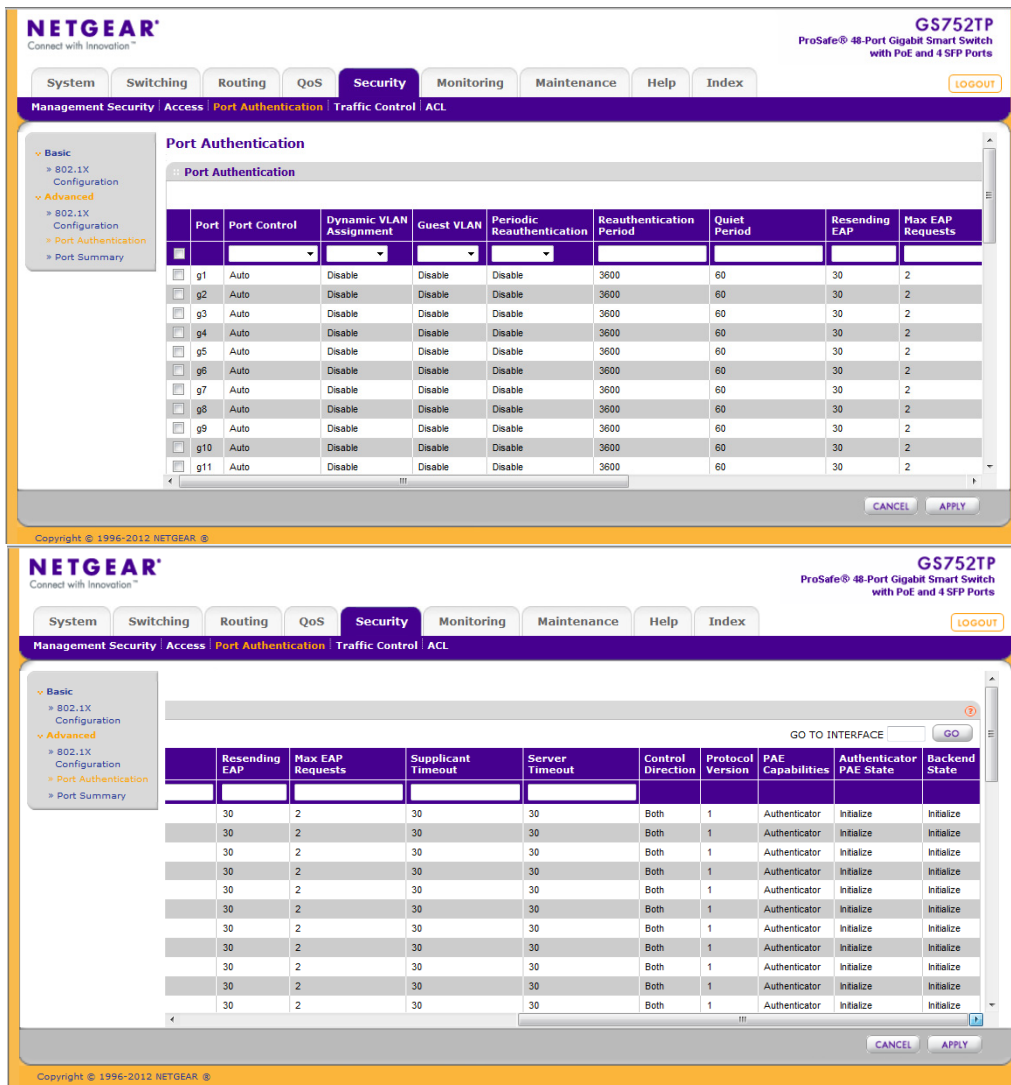 NETGEAR®
Connect with Innovation™
GS752TP
ProSafe® 48-Port Gigabit Smart Switch
with PoE and 4 SFP Ports
System Switching Routing QoS Security Monitoring Maintenance Help Index LOGOUT
Management Security Access Port Authentication Traffic Control ACL
Basic
» 802.1X
Configuration
Advanced
» 802.1X
Configuration
» Port Authentication
» Port Summary
Port Authentication
Port Authentication
Port Port Control Dynamic VLAN Assignment Guest VLAN Periodic Reauthentication Reauthentication Period Quiet Period Resending EAP Max EAP Requests
g1 Auto Disable Disable Disable 3600 60 30 2
g2 Auto Disable Disable Disable 3600 60 30 2
g3 Auto Disable Disable Disable 3600 60 30 2
g4 Auto Disable Disable Disable 3600 60 30 2
g5 Auto Disable Disable Disable 3600 60 30 2
g6 Auto Disable Disable Disable 3600 60 30 2
g7 Auto Disable Disable Disable 3600 60 30 2
g8 Auto Disable Disable Disable 3600 60 30 2
g9 Auto Disable Disable Disable 3600 60 30 2
g10 Auto Disable Disable Disable 3600 60 30 2
g11 Auto Disable Disable Disable 3600 60 30 2
CANCEL APPLY
Copyright © 1996-2012 NETGEAR ®
NETGEAR®
Connect with Innovation™
GS752TP
ProSafe® 48-Port Gigabit Smart Switch
with PoE and 4 SFP Ports
System Switching Routing QoS Security Monitoring Maintenance Help Index LOGOUT
Management Security Access Port Authentication Traffic Control ACL
Basic
» 802.1X
Configuration
Advanced
» 802.1X
Configuration
» Port Authentication
» Port Summary
?
GO TO INTERFACE GO
Resending EAP Max EAP Requests Supplicant Timeout Server Timeout Control Direction Protocol Version PAE Capabilities Authenticator PAE State Backend State
30 2 30 30 Both 1 Authenticator Initialize Initialize
30 2 30 30 Both 1 Authenticator Initialize Initialize
30 2 30 30 Both 1 Authenticator Initialize Initialize
30 2 30 30 Both 1 Authenticator Initialize Initialize
30 2 30 30 Both 1 Authenticator Initialize Initialize
30 2 30 30 Both 1 Authenticator Initialize Initialize
30 2 30 30 Both 1 Authenticator Initialize Initialize
30 2 30 30 Both 1 Authenticator Initialize Initialize
30 2 30 30 Both 1 Authenticator Initialize Initialize
30 2 30 30 Both 1 Authenticator Initialize Initialize
30 2 30 30 Both 1 Authenticator Initialize Initialize
CANCEL APPLY
Copyright © 1996-2012 NETGEAR ®